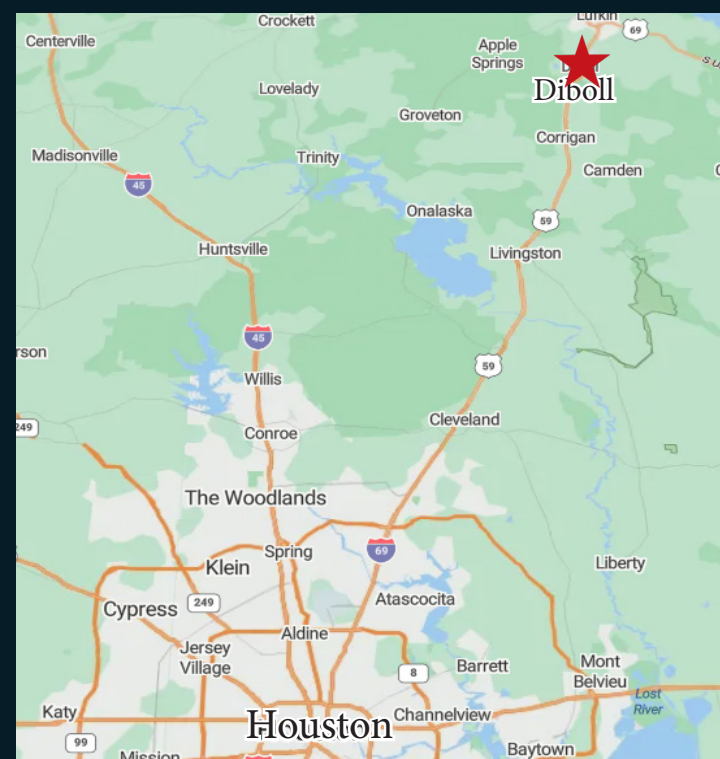 Crockett
Lufkin
69
Centerville
Apple
Springs
Diboll
Lovelady
Groveton
Corrigan
Madisonville
Trinity
Camden
45
Onalaska
59
Huntsville
Livingston
45
59
Willis
Cleveland
249
Conroe
The Woodlands
Spring
69
Klein
Liberty
Cypress
249
Atascocita
Aldine
Jersey
Village
8
Barrett
Mont
Belvieu
Lost
River
Katy
Houston
Channelview
99
Mission
Baytown